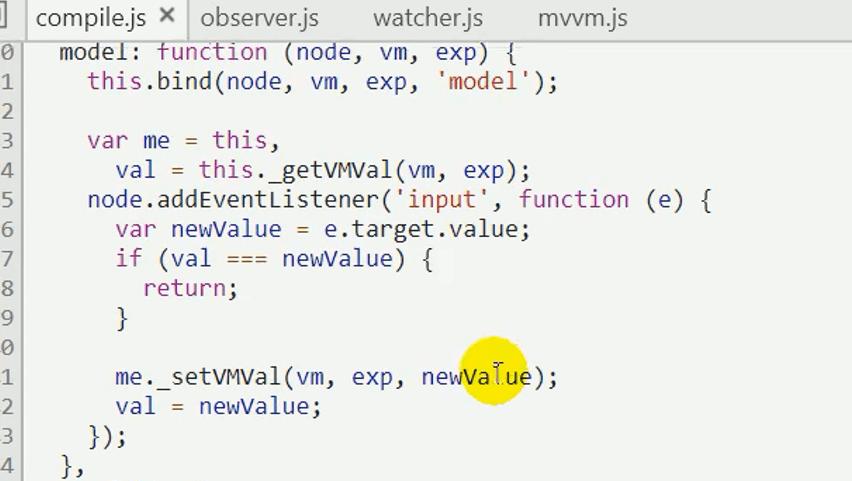 compile.js × observer.js watcher.js mvvm.js
0 model: function (node, vm, exp) {
1 this.bind(node, vm, exp, 'model');
2
3 var me = this,
4 val = this._getVMVal(vm, exp);
5 node.addEventListener('input', function (e) {
6 var newValue = e.target.value;
7 if (val === newValue) {
8 return;
9 }
0
1 me._setVMVal(vm, exp, newValue);
2 val = newValue;
3 });
4 },